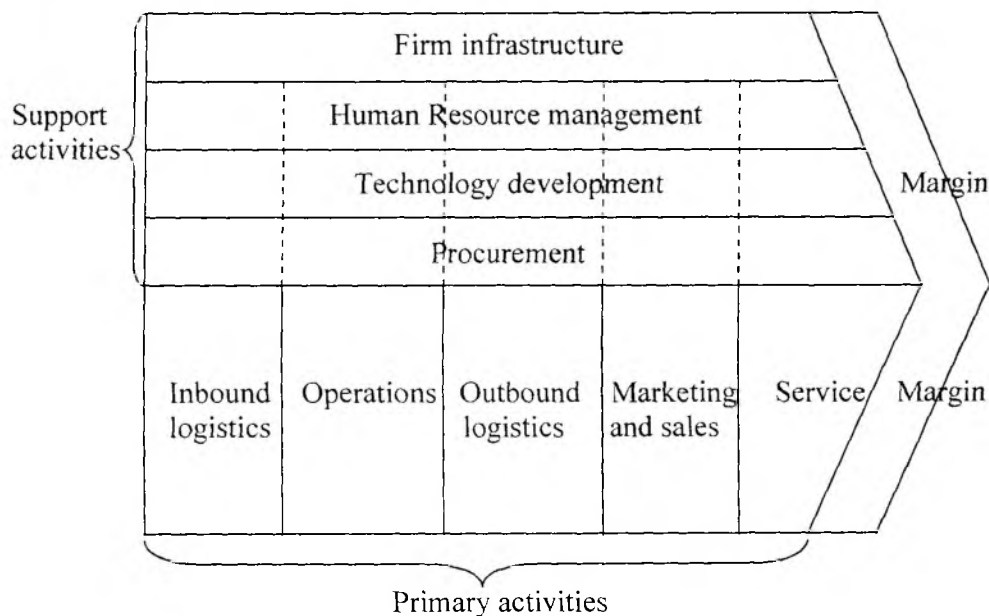 Firm infrastructure
Support
activities
Human Resource management
Technology development
Margin
Procurement
Inbound
logistics
Operations
Outbound
logistics
Marketing
and sales
Service
Margin
Primary activities